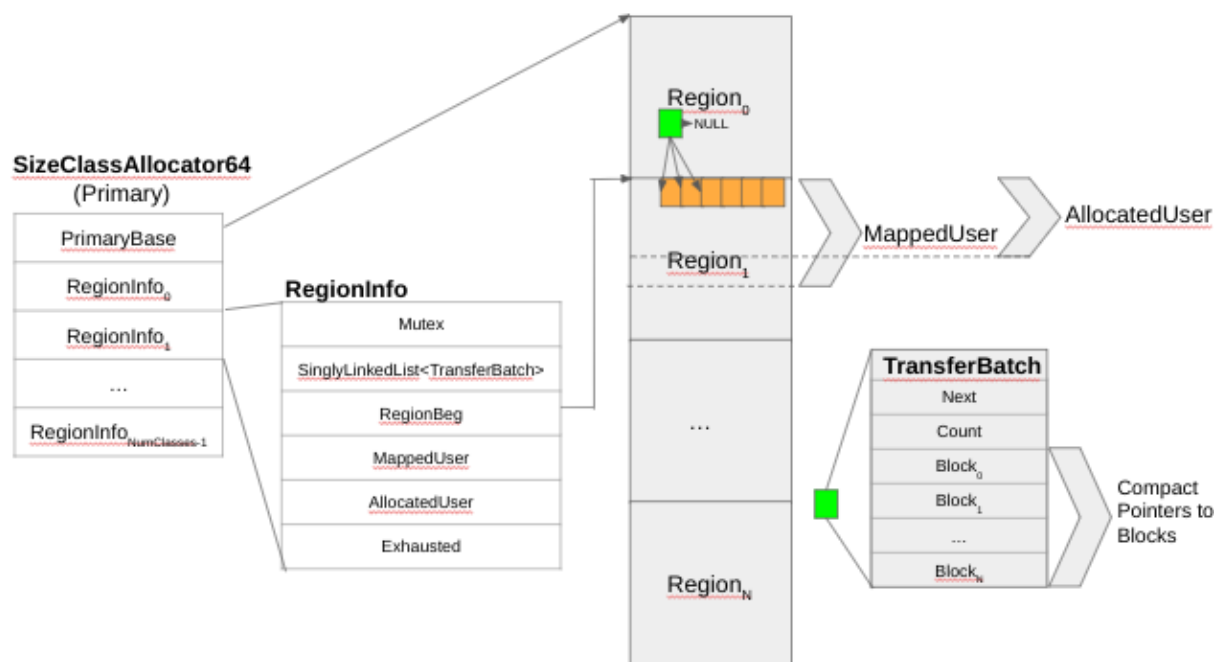 SizeClassAllocator64
(Primary)
PrimaryBase
RegionInfo0
RegionInfo1
...
RegionInfoNumClasses-1
RegionInfo
Mutex
SinglyLinkedList<TransferBatch>
RegionBeg
MappedUser
AllocatedUser
Exhausted
Region0
NULL
Region1
...
RegionN
MappedUser
AllocatedUser
TransferBatch
Next
Count
Block0
Block1
...
BlockN
Compact
Pointers to
Blocks